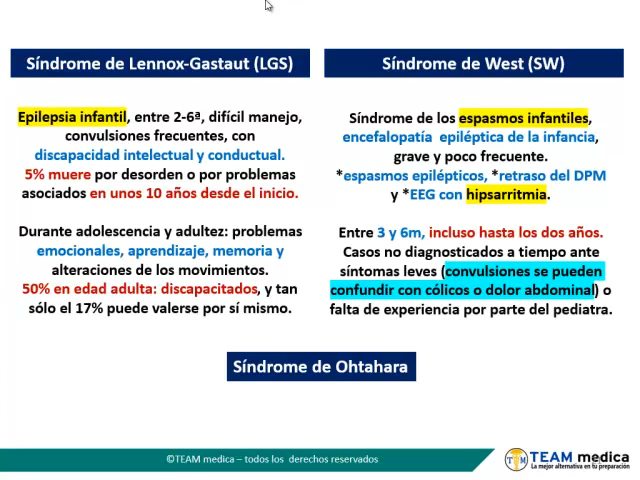 Síndrome de Lennox-Gastaut (LGS)
Epilepsia infantil, entre 2-6ª, difícil manejo,
convulsiones frecuentes, con
discapacidad intelectual y conductual.
5% muere por desorden o por problemas
asociados en unos 10 años desde el inicio.
Durante adolescencia y adultez: problemas
emocionales, aprendizaje, memoria y
alteraciones de los movimientos.
50% en edad adulta: discapacitados, y tan
sólo el 17% puede valerse por sí mismo.
Síndrome de West (SW)
Síndrome de los espasmos infantiles,
encefalopatía epiléptica de la infancia,
grave y poco frecuente.
*espasmos epilépticos, *retraso del DPM
y *EEG con hipsarritmia.
Entre 3 y 6m, incluso hasta los dos años.
Casos no diagnosticados a tiempo ante
síntomas leves (convulsiones se pueden
confundir con cólicos o dolor abdominal) o
falta de experiencia por parte del pediatra.
Síndrome de Ohtahara
©TEAM medica – todos los derechos reservados
TEAM medica
La mejor alternativa en tu preparación